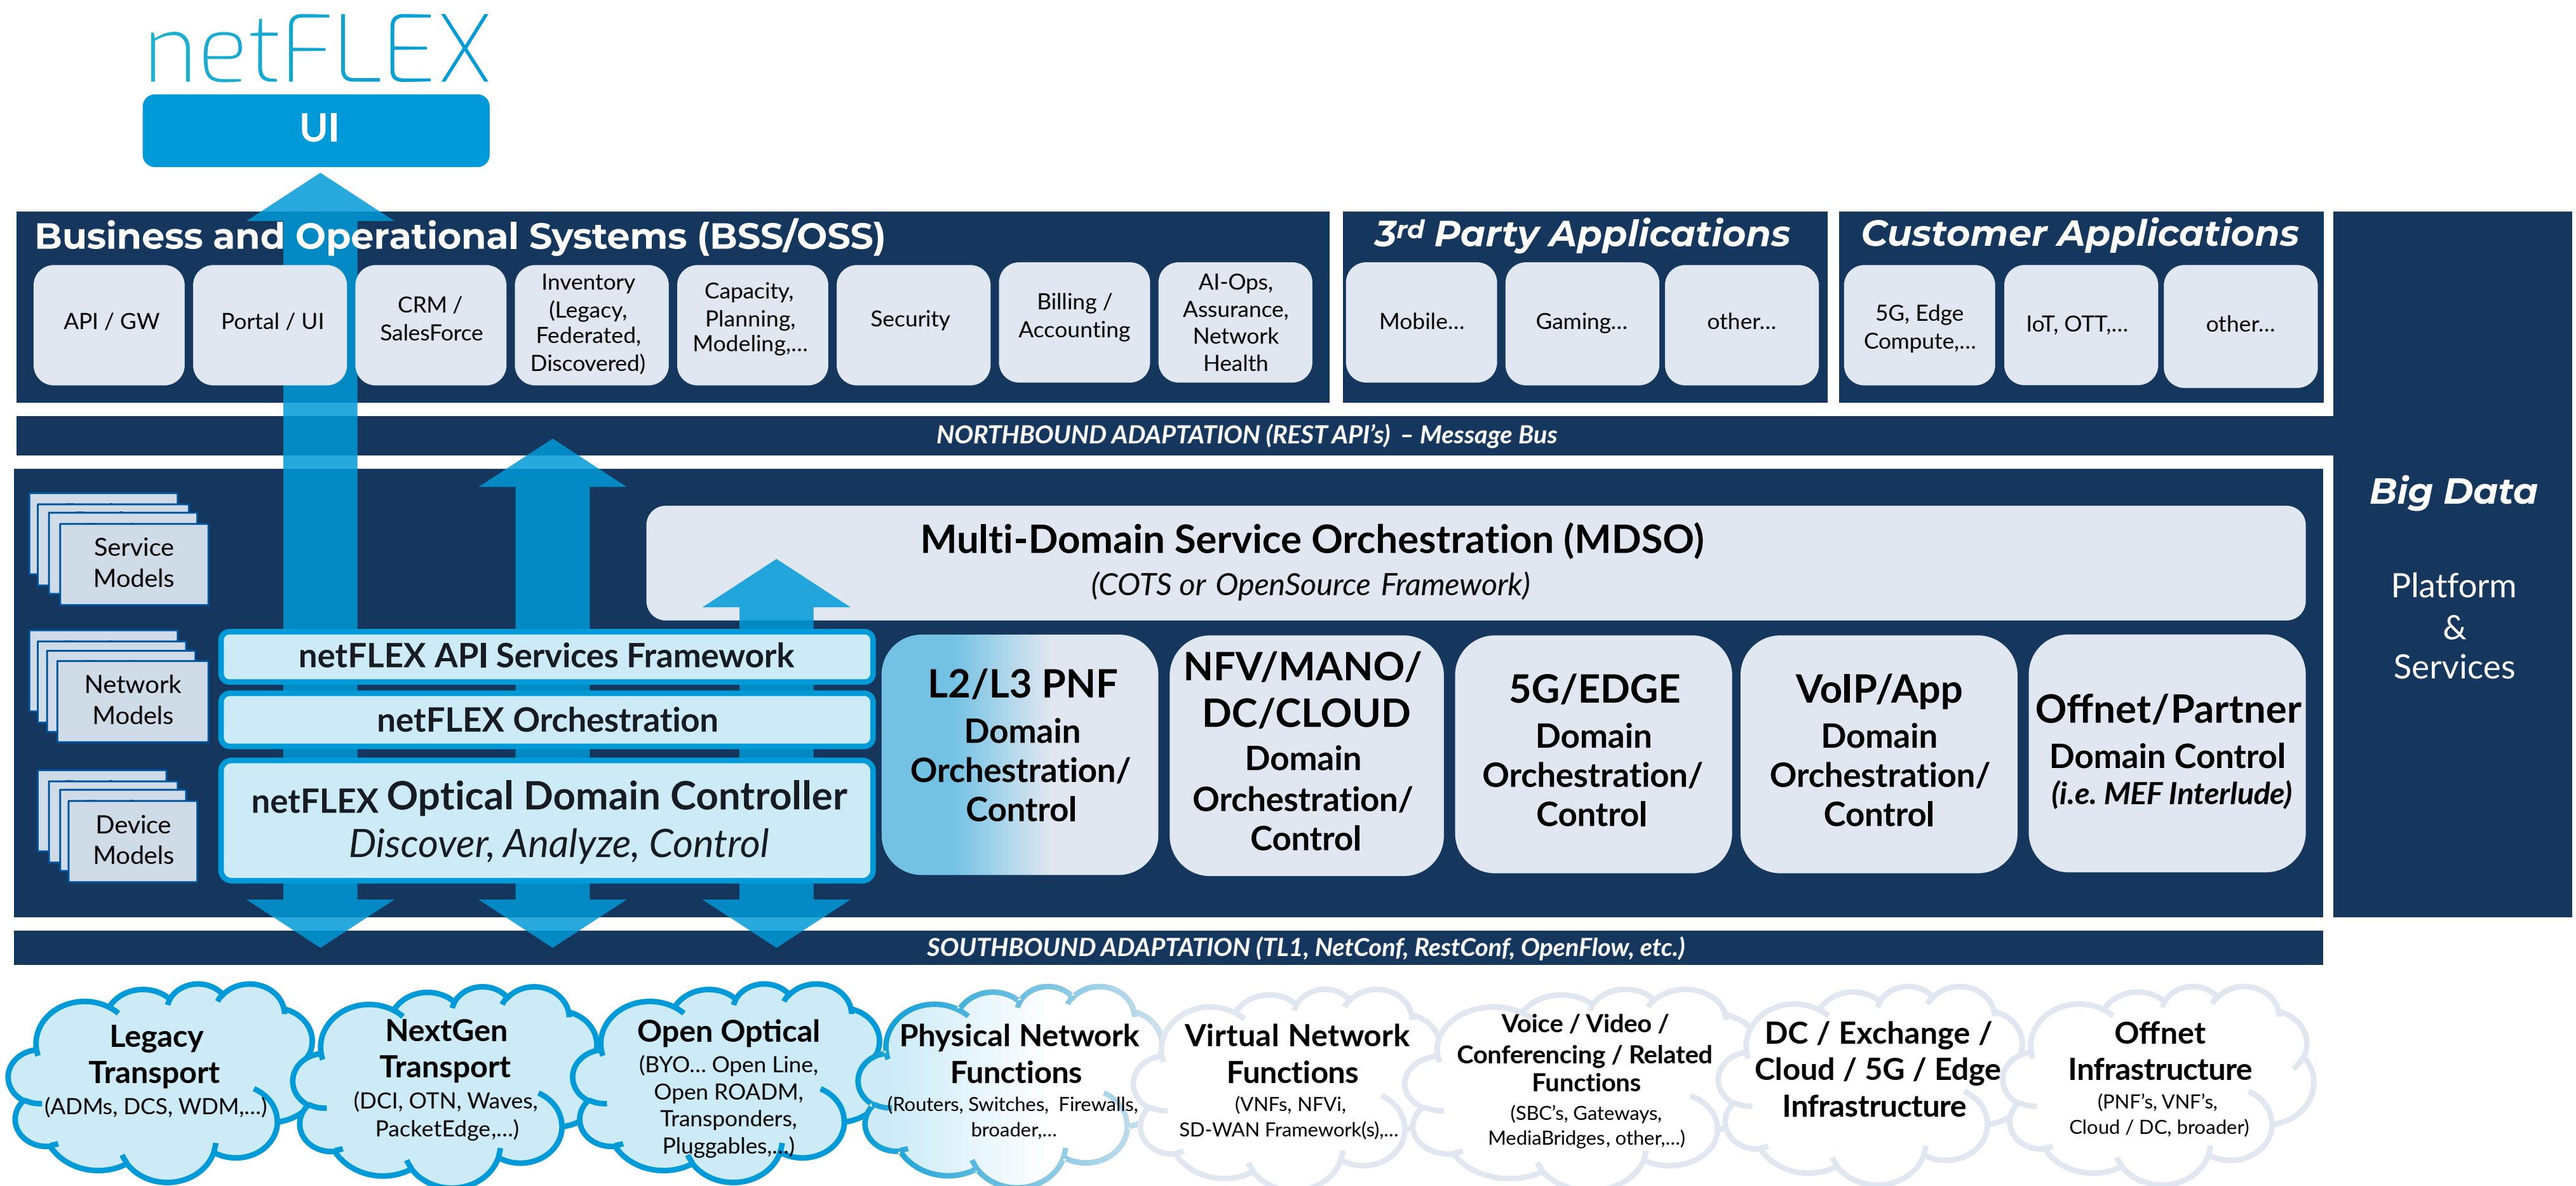 netFLEX
UI
Business and Operational Systems (BSS/OSS)
API / GW
Portal / UI
CRM /
SalesForce
Inventory
(Legacy,
Federated,
Discovered)
Capacity,
Planning,
Modeling,...
Security
Billing /
Accounting
AI-Ops,
Assurance,
Network
Health
3rd Party Applications
Mobile...
Gaming...
other...
Customer Applications
5G, Edge
Compute,...
IoT, OTT,...
other...
NORTHBOUND ADAPTATION (REST API's) – Message Bus
Big Data
Platform
&
Services
Service
Models
Network
Models
Device
Models
Multi-Domain Service Orchestration (MDSO)
(COTS or OpenSource Framework)
netFLEX API Services Framework
netFLEX Orchestration
netFLEX Optical Domain Controller
Discover, Analyze, Control
L2/L3 PNF
Domain
Orchestration/
Control
NFV/MANO/
DC/CLOUD
Domain
Orchestration/
Control
5G/EDGE
Domain
Orchestration/
Control
VoIP/App
Domain
Orchestration/
Control
Offnet/Partner
Domain Control
(i.e. MEF Interlude)
SOUTHBOUND ADAPTATION (TL1, NetConf, RestConf, OpenFlow, etc.)
Legacy
Transport
(ADMs, DCS, WDM,...)
NextGen
Transport
(DCI, OTN, Waves,
PacketEdge,...)
Open Optical
(BYO... Open Line,
Open ROADM,
Transponders,
Pluggables,...)
Physical Network
Functions
(Routers, Switches, Firewalls,
broader,...
Virtual Network
Functions
(VNFs, NFVi,
SD-WAN Framework(s),...
Voice / Video /
Conferencing / Related
Functions
(SBC's, Gateways,
MediaBridges, other,...)
DC / Exchange /
Cloud / 5G / Edge
Infrastructure
Offnet
Infrastructure
(PNF's, VNF's,
Cloud / DC, broader)